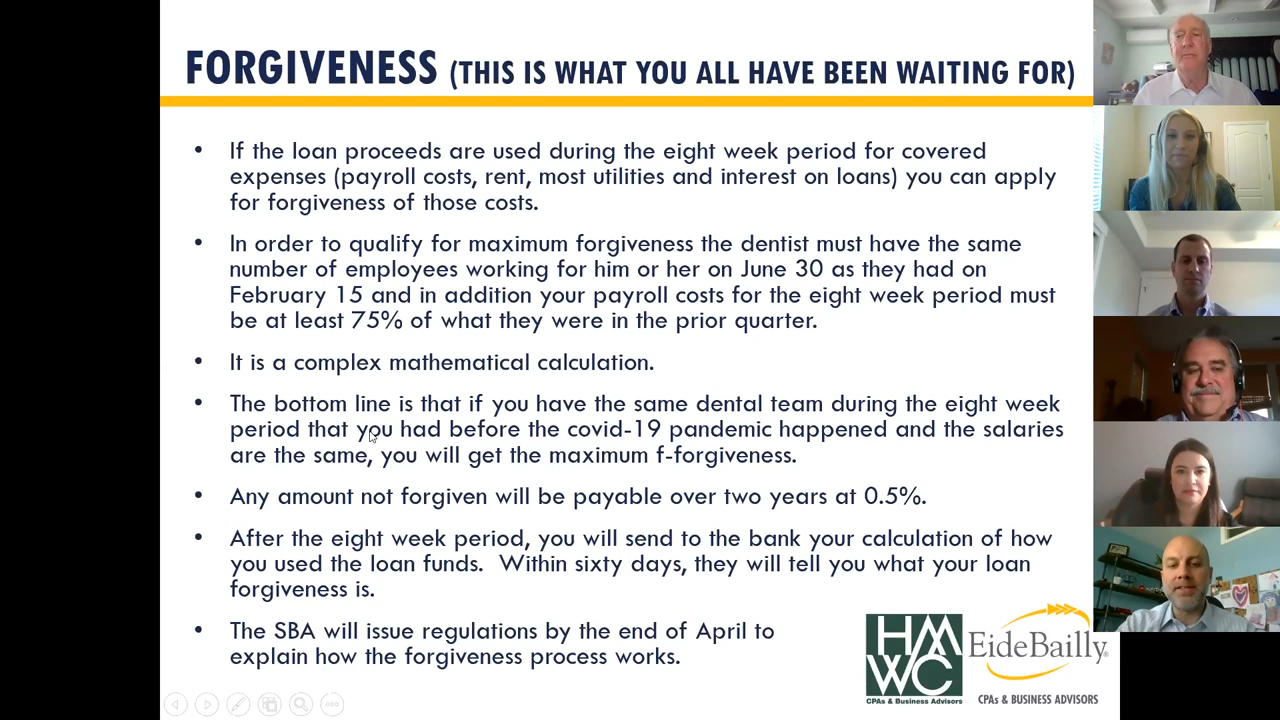 FORGIVENESS (THIS IS WHAT YOU ALL HAVE BEEN WAITING FOR)
• If the loan proceeds are used during the eight week period for covered
expenses (payroll costs, rent, most utilities and interest on loans) you can apply
for forgiveness of those costs.
• In order to qualify for maximum forgiveness the dentist must have the same
number of employees working for him or her on June 30 as they had on
February 15 and in addition your payroll costs for the eight week period must
be at least 75% of what they were in the prior quarter.
• It is a complex mathematical calculation.
• The bottom line is that if you have the same dental team during the eight week
period that you had before the covid-19 pandemic happened and the salaries
are the same, you will get the maximum f-forgiveness.
• Any amount not forgiven will be payable over two years at 0.5%.
• After the eight week period, you will send to the bank your calculation of how
you used the loan funds.  Within sixty days, they will tell you what your loan
forgiveness is.
• The SBA will issue regulations by the end of April to
explain how the forgiveness process works.
HM
WC
CPAs & Business Advisors
EideBailly®
CPAs & BUSINESS ADVISORS